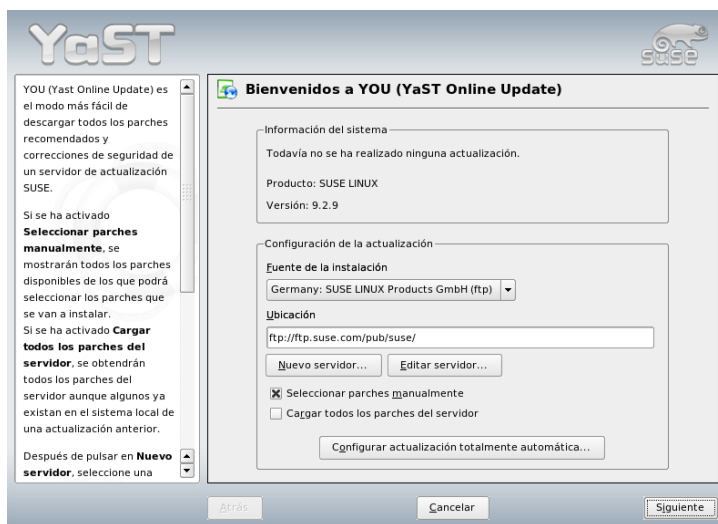 YaST
SUSE
YOU (Yast Online Update) es
el modo más fácil de
descargar todos los parches
recomendados y
correcciones de seguridad de
un servidor de actualización
SUSE.
Si se ha activado
Seleccionar parches
manualmente, se
mostrarán todos los parches
disponibles de los que podrá
seleccionar los parches que
se van a instalar.
Si se ha activado Cargar
todos los parches del
servidor, se obtendrán
todos los parches del
servidor aunque algunos ya
existan en el sistema local de
una actualización anterior.
Después de pulsar en Nuevo
servidor, seleccione una
Bienvenidos a YOU (YaST Online Update)
Información del sistema
Todavía no se ha realizado ninguna actualización.
Producto: SUSE LINUX
Versión: 9.2.9
Configuración de la actualización
Fuente de la instalación
Germany: SUSE LINUX Products GmbH (ftp)
Ubicación
ftp://ftp.suse.com/pub/suse/
Nuevo servidor...
Editar servidor...
Seleccionar parches manualmente
Cargar todos los parches del servidor
Configurar actualización totalmente automática...
Atrás
Cancelar
Siguiente